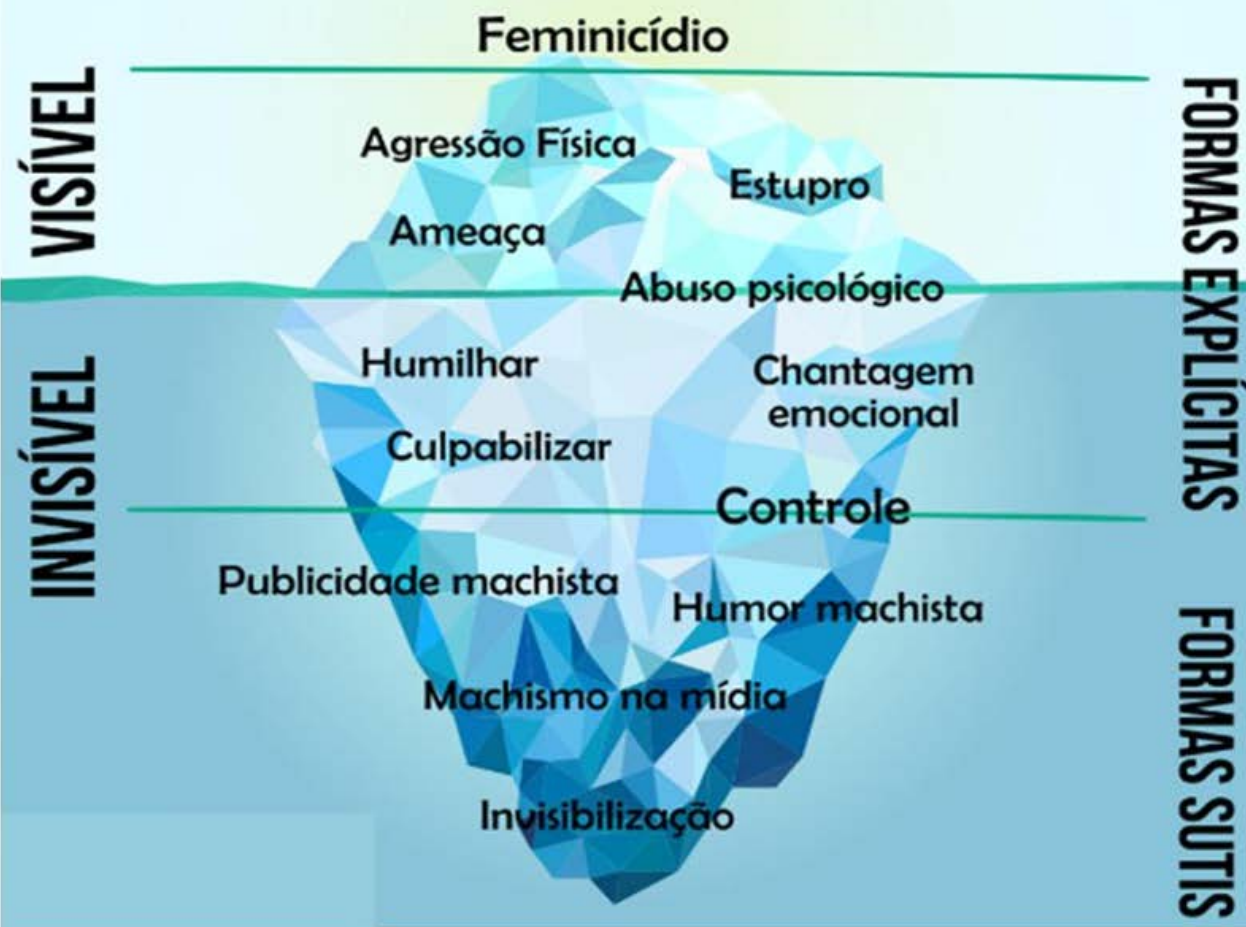 Feminicídio
VISÍVEL
FORMAS EXPLÍCITAS
Agressão Física
Estupro
Ameaça
Abuso psicológico
INVISÍVEL
Humilhar
Chantagem
emocional
Culpabilizar
Controle
Publicidade machista
Humor machista
FORMAS SUTIS
Machismo na mídia
Invisibilização